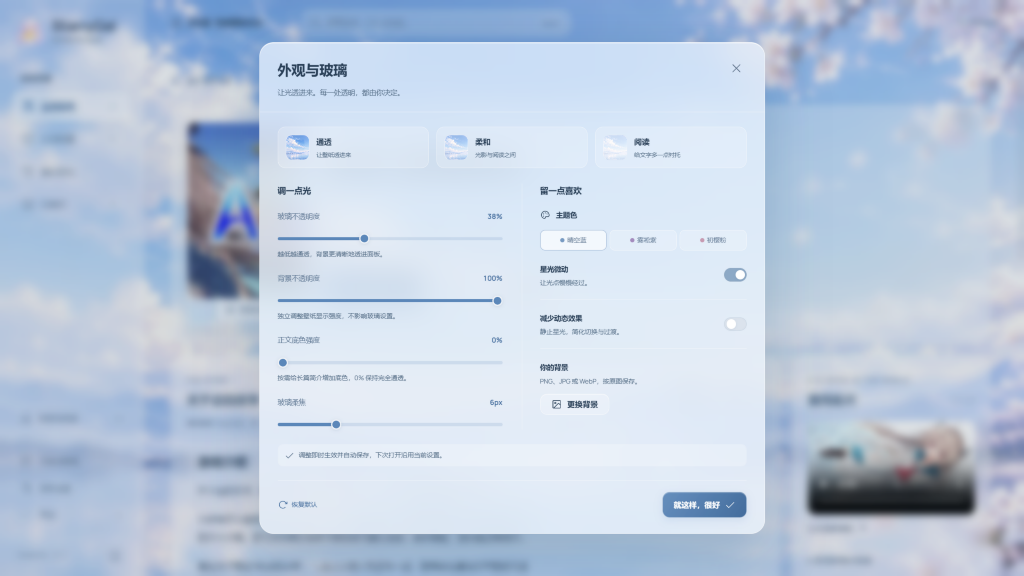 外观与玻璃
让光透进来。每一处透明，都由你决定。
通透
让壁纸透进来
柔和
光影与阅读之间
阅读
给文字多一点衬托
调一点光
玻璃不透明度
38%
越低越通透，背景更清晰地透进面板。
背景不透明度
100%
独立调整壁纸显示强度，不影响玻璃设置。
正文底色强度
0%
按需给长篇简介增加底色，0% 保持完全通透。
玻璃柔焦
6px
留一点喜欢
主题色
晴空蓝
暮花紫
初樱粉
星光微动
让光点慢慢经过。
减少动态效果
静止星光，简化切换与过渡。
你的背景
PNG、JPG 或 WebP，按原图保存。
更换背景
调整即时生效并自动保存，下次打开沿用当前设置。
恢复默认
就这样，很好